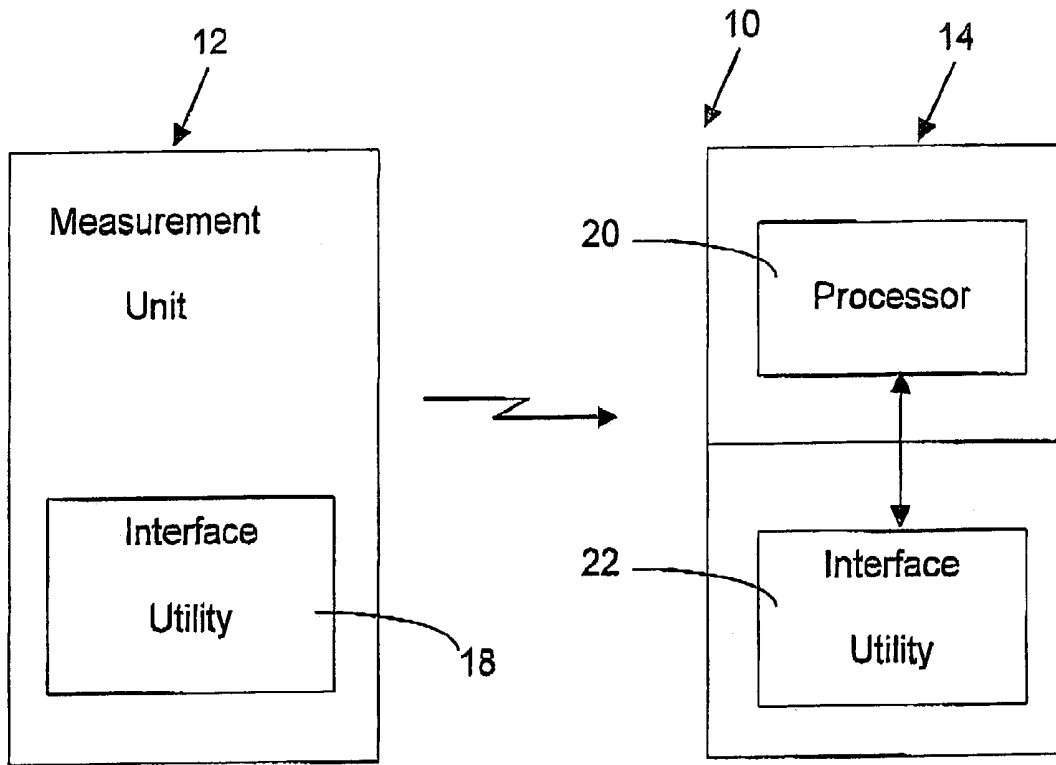 12
10
14
Measurement
Unit
20
Processor
Interface
Utility
18
22
Interface
Utility